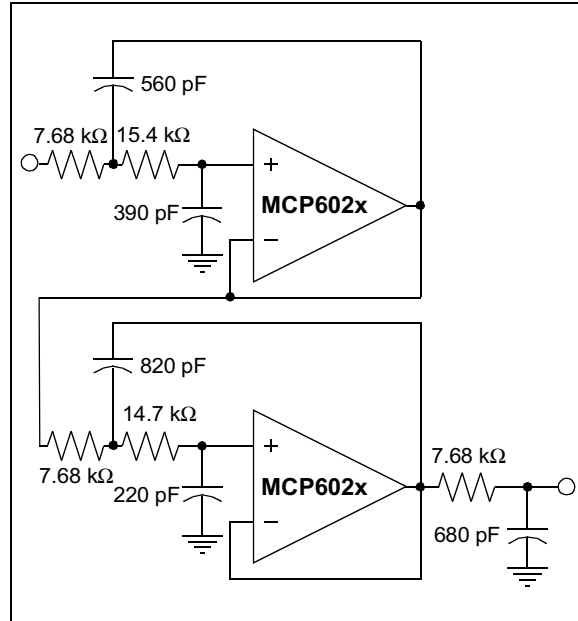 560 pF
7.68 kΩ 15.4 kΩ
+
MCP602x
390 pF
−
820 pF
14.7 kΩ
7.68 kΩ
+
MCP602x
7.68 kΩ
220 pF
−
680 pF